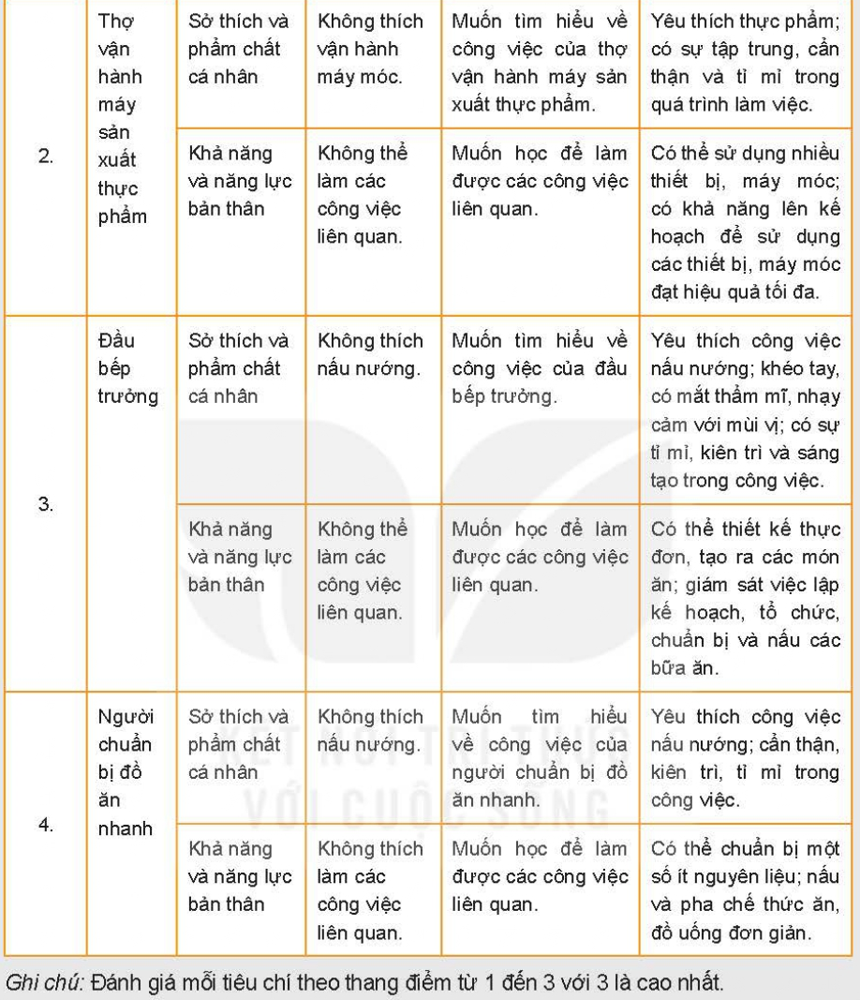 2.
Thợ
vận
hành
máy
sản
xuất
thực
phẩm
Sở thích và
phẩm chất
cá nhân
Không thích
vận hành
máy móc.
Muốn tìm hiểu về
công việc của thợ
vận hành máy sản
xuất thực phẩm.
Yêu thích thực phẩm;
có sự tập trung, cẩn
thận và tỉ mỉ trong
quá trình làm việc.
Khả năng
và năng lực
bản thân
Không thể
làm các
công việc
liên quan.
Muốn học để làm
được các công việc
liên quan.
Có thể sử dụng nhiều
thiết bị, máy móc;
có khả năng lên kế
hoạch để sử dụng
các thiết bị, máy móc
đạt hiệu quả tối đa.
3.
Đầu
bếp
trưởng
Sở thích và
phẩm chất
cá nhân
Không thích
nấu nướng.
Muốn tìm hiểu về
công việc của đầu
bếp trưởng.
Yêu thích công việc
nấu nướng; khéo tay,
có mắt thẩm mĩ, nhạy
cảm với mùi vị; có sự
tỉ mỉ, kiên trì và sáng
tạo trong công việc.
Khả năng
và năng lực
bản thân
Không thể
làm các
công việc
liên quan.
Muốn học để làm
được các công việc
liên quan.
Có thể thiết kế thực
đơn, tạo ra các món
ăn; giám sát việc lập
kế hoạch, tổ chức,
chuẩn bị và nấu các
bữa ăn.
4.
Người
chuẩn
bị đồ
ăn
nhanh
Sở thích và
phẩm chất
cá nhân
Không thích
nấu nướng.
Muốn tìm hiểu
về công việc của
người chuẩn bị đồ
ăn nhanh.
Yêu thích công việc
nấu nướng; cẩn thận,
kiên trì, tỉ mỉ trong
công việc.
Khả năng
và năng lực
bản thân
Không thích
làm các
công việc
liên quan.
Muốn học để làm
được các công việc
liên quan.
Có thể chuẩn bị một
số ít nguyên liệu; nấu
và pha chế thức ăn,
đồ uống đơn giản.
KẾT NỐI TRI THỨC
VỚI CUỘC SỐNG
Ghi chú: Đánh giá mỗi tiêu chí theo thang điểm từ 1 đến 3 với 3 là cao nhất.